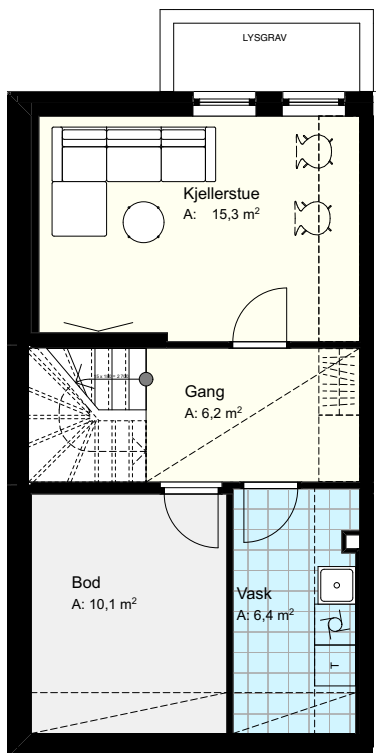 LYSGRAV
Kjellerstue
A: 15,3 m²
Gang
A: 6,2 m²
Bod
A: 10,1 m²
Vask
A: 6,4 m²
T